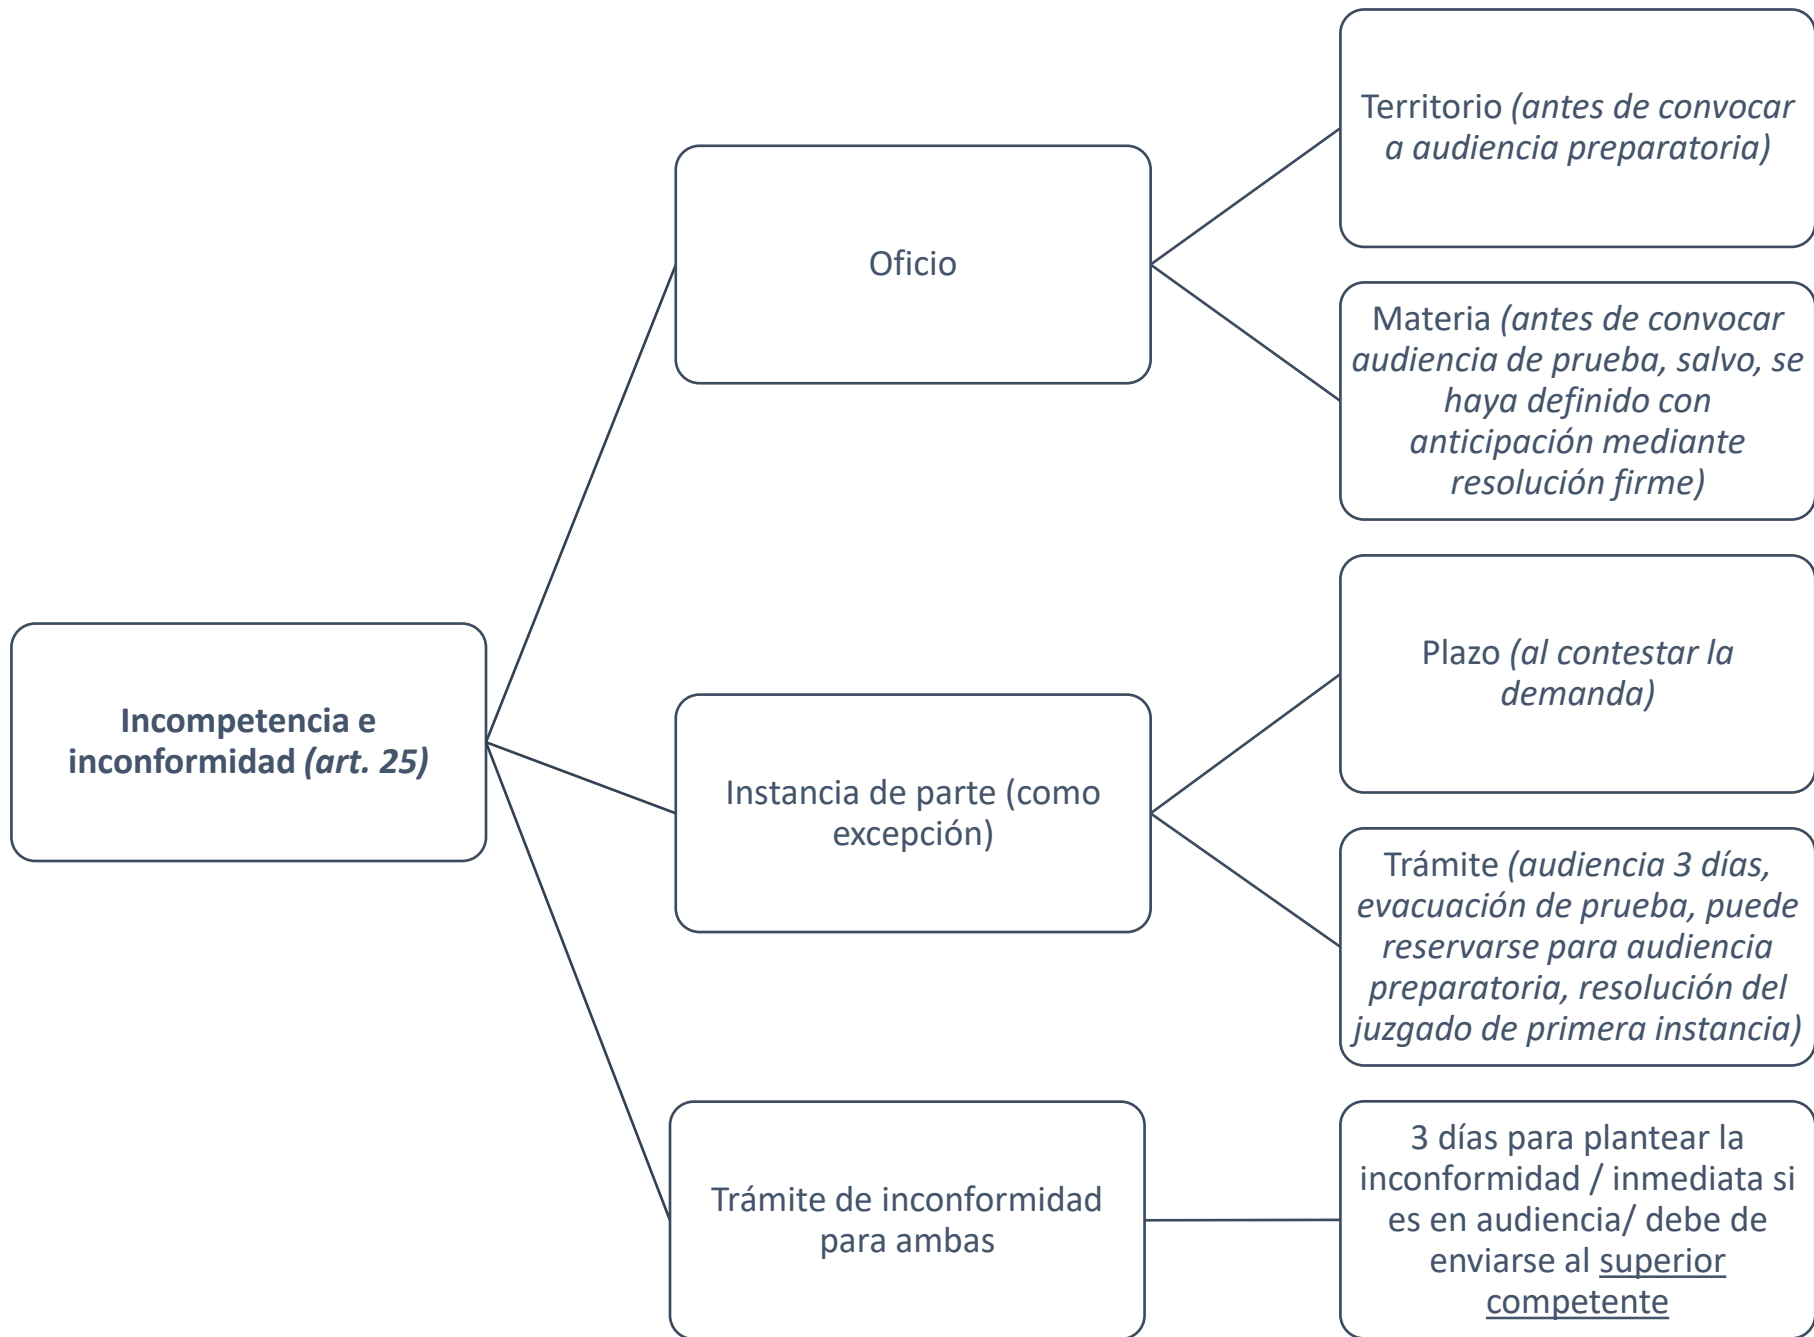 Incompetencia e
inconformidad (art. 25)
Oficio
Territorio (antes de convocar
a audiencia preparatoria)
Materia (antes de convocar
audiencia de prueba, salvo, se
haya definido con
anticipación mediante
resolución firme)
Instancia de parte (como
excepción)
Plazo (al contestar la
demanda)
Trámite (audiencia 3 días,
evacuación de prueba, puede
reservarse para audiencia
preparatoria, resolución del
juzgado de primera instancia)
Trámite de inconformidad
para ambas
3 días para plantear la
inconformidad / inmediata si
es en audiencia/ debe de
enviarse al superior
competente